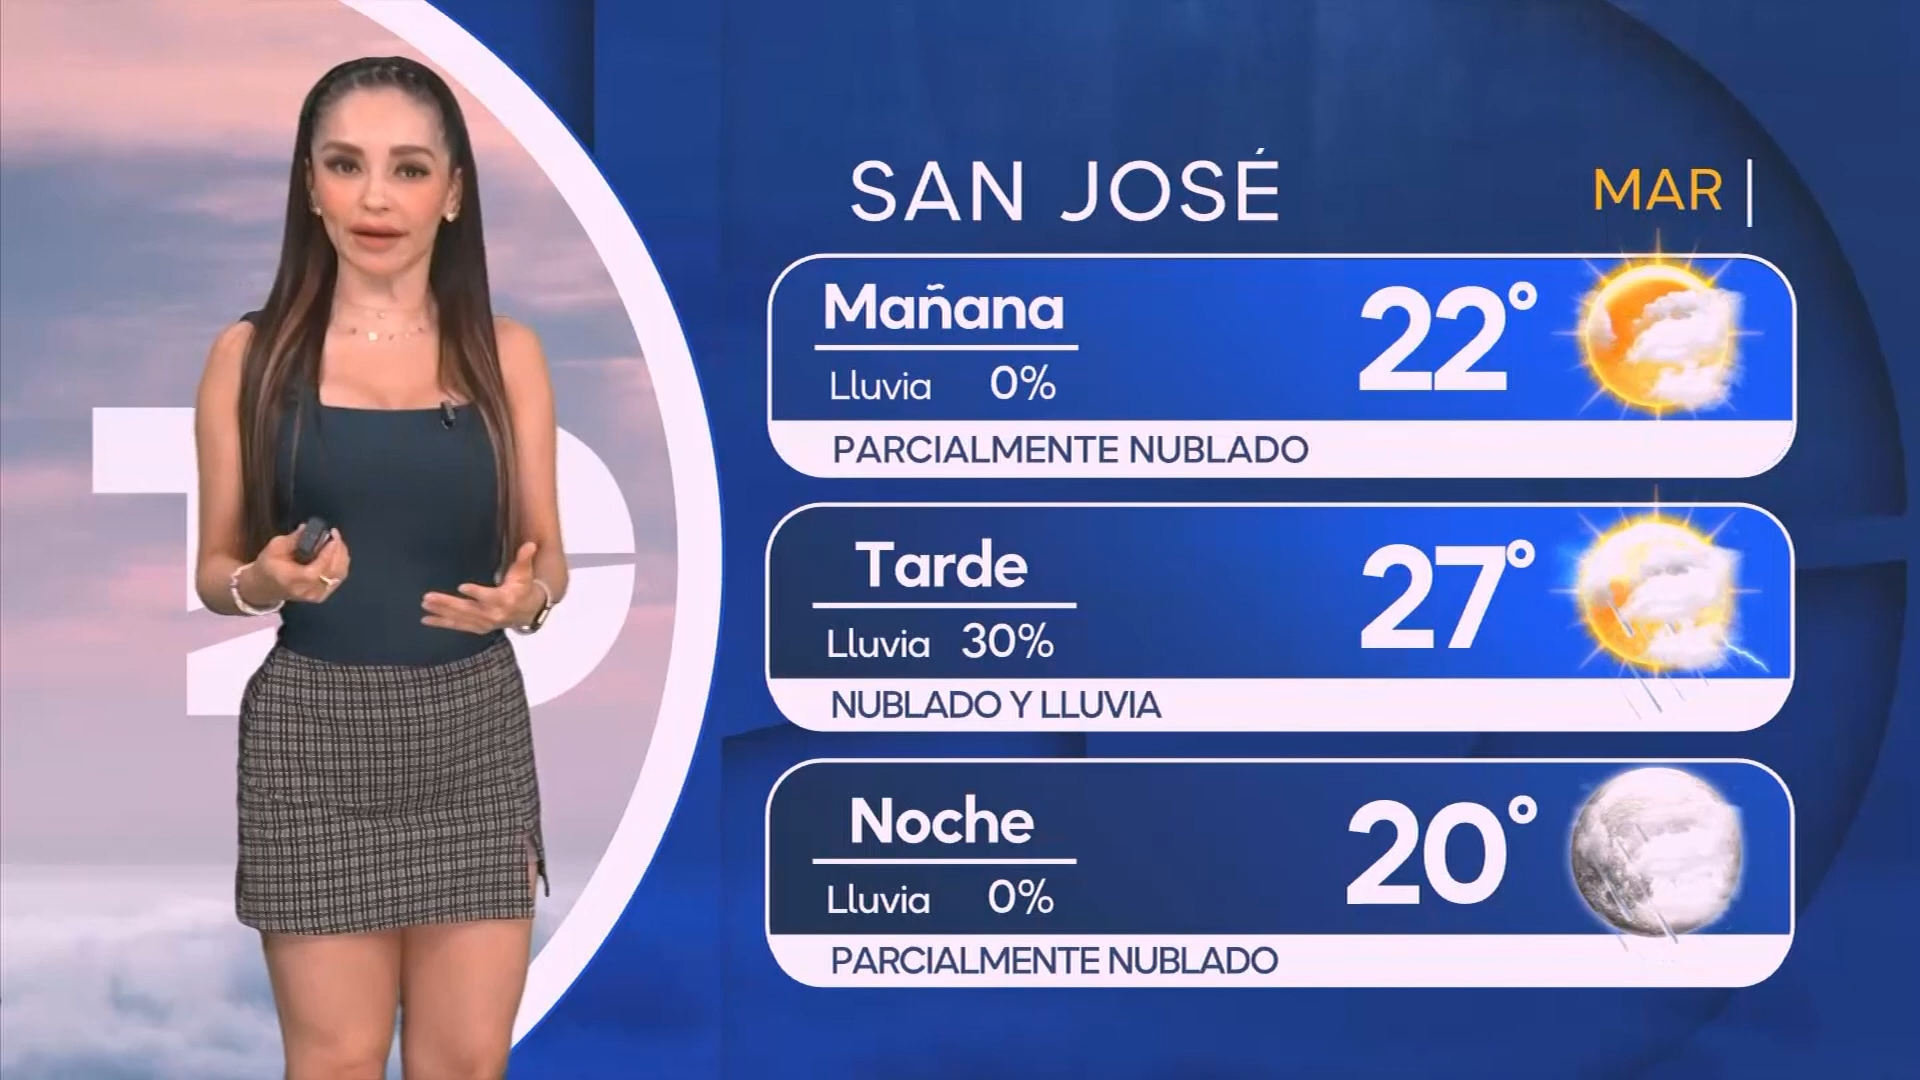 SAN JOSÉ
MAR |
Mañana
22°
Lluvia 0%
PARCIALMENTE NUBLADO
Tarde
27°
Lluvia 30%
NUBLADO Y LLUVIA
Noche
20°
Lluvia 0%
PARCIALMENTE NUBLADO